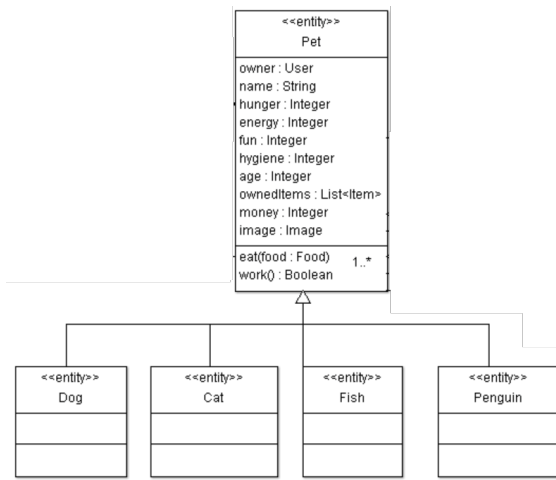 <<entity>>
Pet
owner : User
name : String
hunger : Integer
energy : Integer
fun : Integer
hygiene : Integer
age : Integer
ownedItems : List<Item>
money : Integer
image : Image
eat(food : Food)
1..*
work() : Boolean
<<entity>>
Dog
<<entity>>
Cat
<<entity>>
Fish
<<entity>>
Penguin